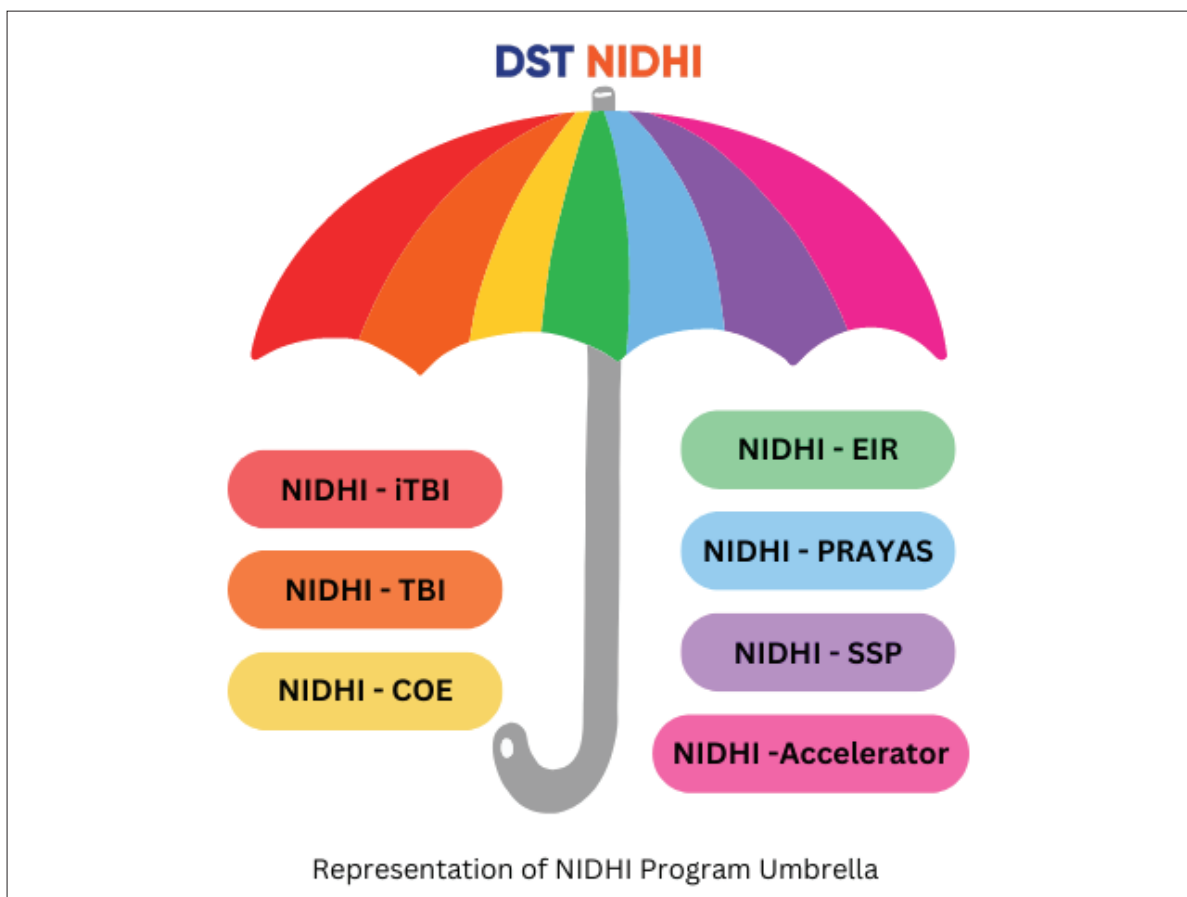 DST NIDHI
NIDHI - iTBI
NIDHI - TBI
NIDHI - COE
NIDHI - EIR
NIDHI - PRAYAS
NIDHI - SSP
NIDHI -Accelerator
Representation of NIDHI Program Umbrella